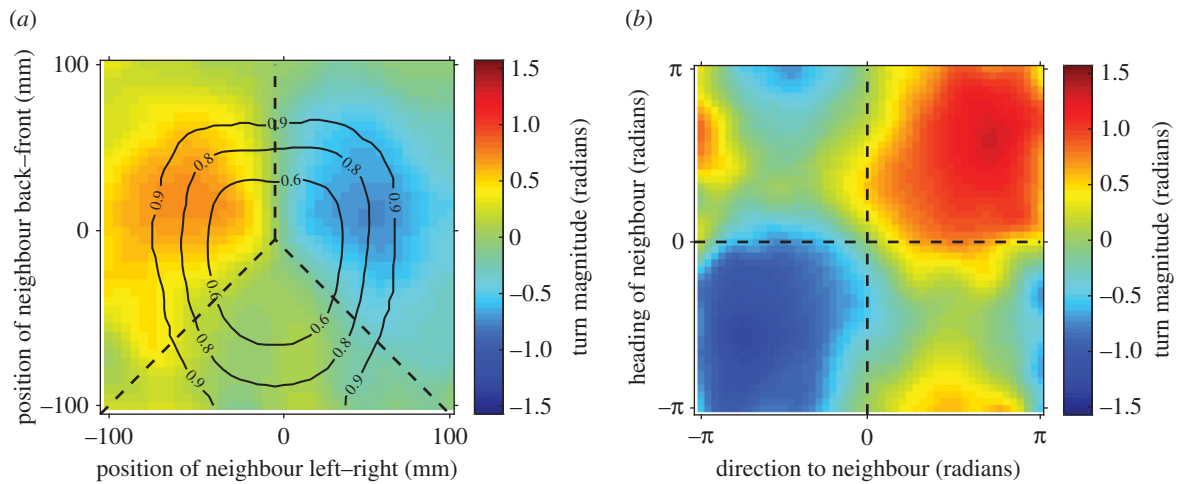 (a)
position of neighbour back–front (mm)
100
0
–100
0.9
0.8
0.6
0.9
0.8
0.9
0.6
0.6
0.8
0.8
0.9
0.9
–100
0
100
position of neighbour left–right (mm)
1.5
1.0
0.5
0
–0.5
–1.0
–1.5
turn magnitude (radians)
(b)
heading of neighbour (radians)
π
0
–π
–π
0
π
direction to neighbour (radians)
1.5
1.0
0.5
0
–0.5
–1.0
–1.5
turn magnitude (radians)